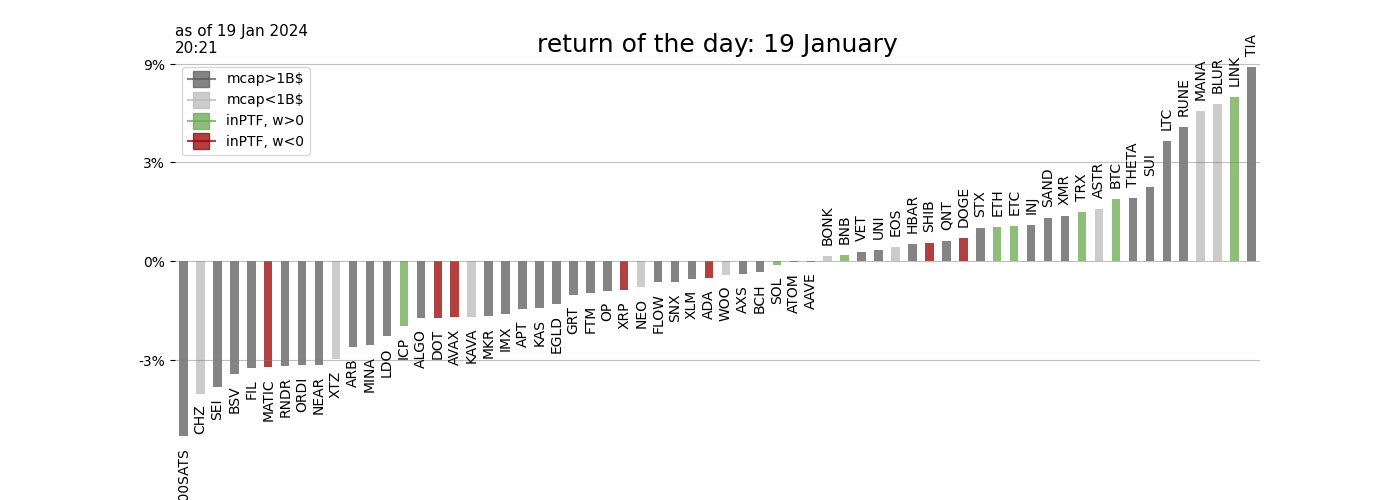 as of 19 Jan 2024
20:21
return of the day: 19 January
9%
3%
0%
-3%
mcap>1B$
mcap<1B$
inPTF, w>0
inPTF, w<0
00SATS
CHZ
SEI
BSV
FIL
MATIC
RNDR
ORDI
NEAR
XTZ
ARB
MINA
LDO
ICP
ALGO
DOT
AVAX
KAVA
MKR
IMX
APT
KAS
EGLD
GRT
FTM
OP
XRP
NEO
FLOW
SNX
XLM
ADA
WOO
AXS
BCH
SOL
ATOM
AAVE
BONK
BNB
VET
UNI
EOS
HBAR
SHIB
QNT
DOGE
STX
ETH
ETC
INJ
SAND
XMR
TRX
ASTR
BTC
THETA
SUI
LTC
RUNE
MANA
BLUR
LINK
TIA